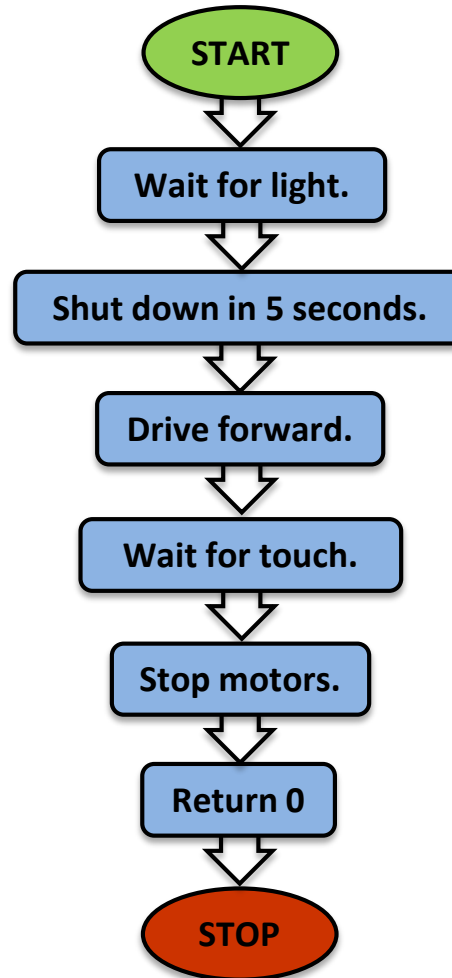 START
Wait for light.
Shut down in 5 seconds.
Drive forward.
Wait for touch.
Stop motors.
Return 0
STOP